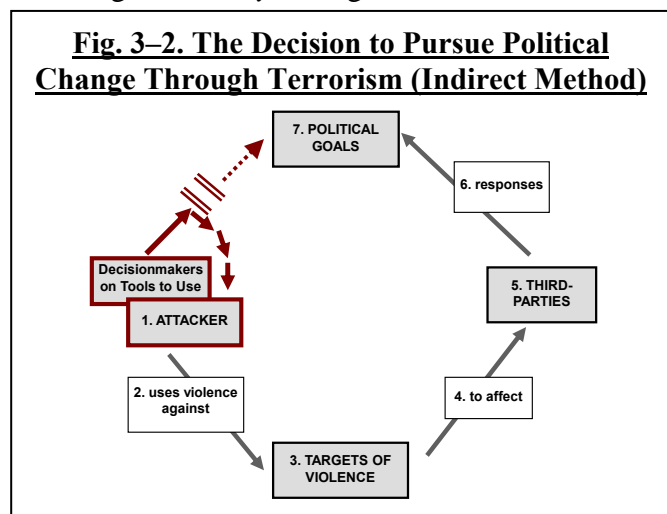 Fig. 3–2. The Decision to Pursue Political
Change Through Terrorism (Indirect Method)
7. POLITICAL
GOALS
6. responses
Decisionmakers
on Tools to Use
1. ATTACKER
5. THIRD-
PARTIES
2. uses violence
against
4. to affect
3. TARGETS OF
VIOLENCE